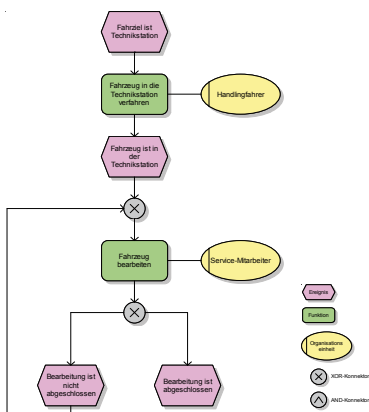 Fahrziel ist
Technikstation
Fahrzeug in die
Technikstation
verfahren
Handlingfahrer
Fahrzeug ist in
der
Technikstation
Fahrzeug
bearbeiten
Service-Mitarbeiter
Bearbeitung ist
nicht
abgeschlossen
Bearbeitung ist
abgeschlossen
Ereignis
Funktion
Organisations
einheit
XOR-Konnektor
AND-Konnektor